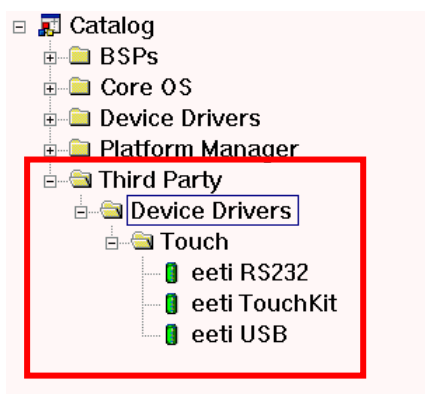 Catalog
BSPs
Core OS
Device Drivers
Platform Manager
Third Party
Device Drivers
Touch
eeti RS232
eeti TouchKit
eeti USB